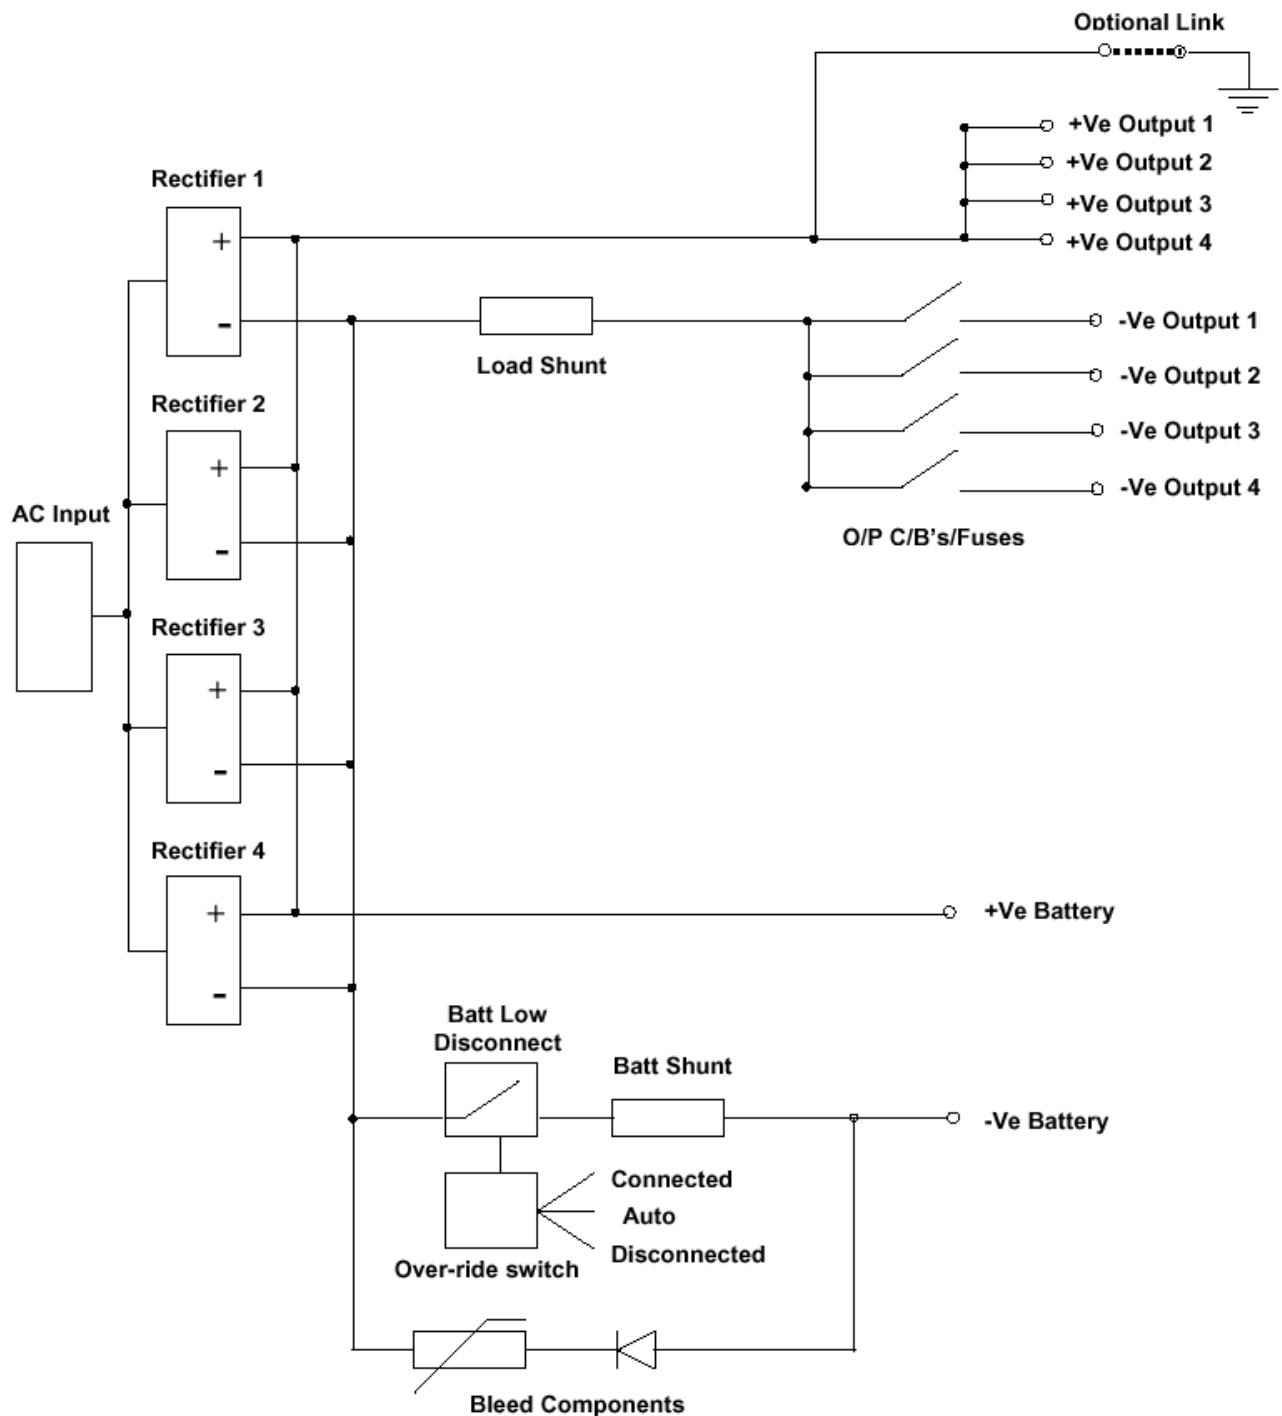 Optional Link
+Ve Output 1
+Ve Output 2
+Ve Output 3
+Ve Output 4
Rectifier 1
+
-
Load Shunt
-Ve Output 1
-Ve Output 2
-Ve Output 3
-Ve Output 4
O/P C/B's/Fuses
Rectifier 2
+
-
AC Input
Rectifier 3
+
-
Rectifier 4
+
-
+Ve Battery
Batt Low
Disconnect
Batt Shunt
-Ve Battery
Connected
Auto
Disconnected
Over-ride switch
Bleed Components